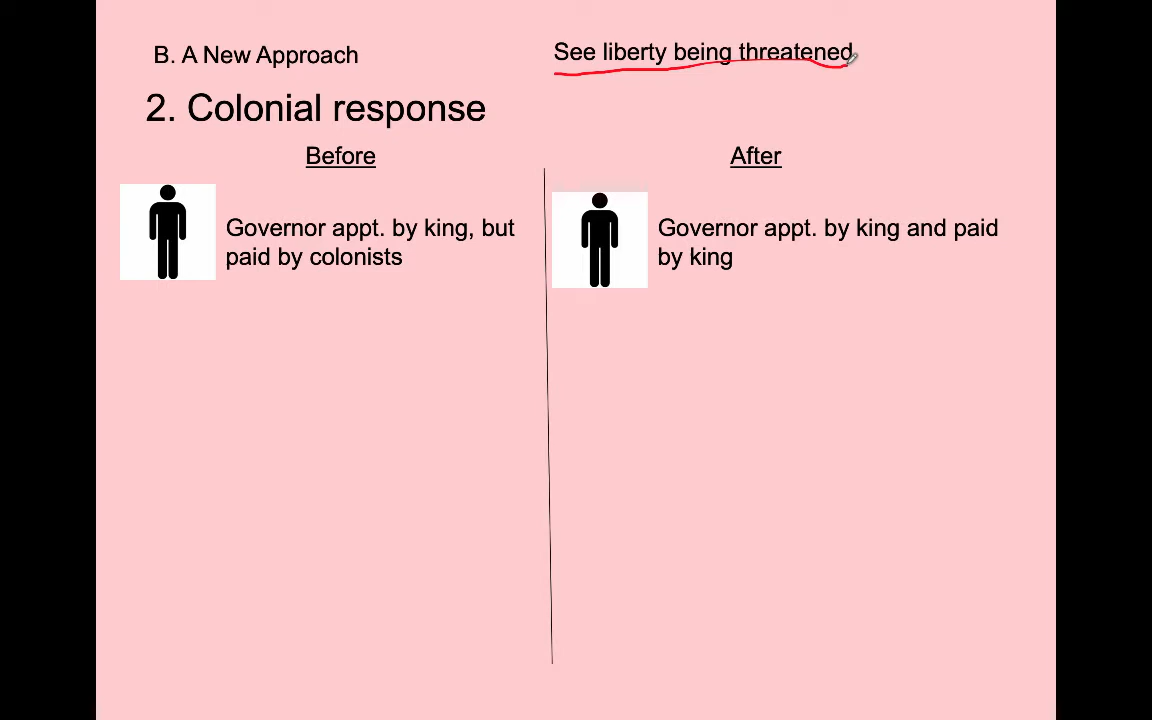 B. A New Approach
See liberty being threatened
2. Colonial response
Before
After
Governor appt. by king, but
paid by colonists
Governor appt. by king and paid
by king